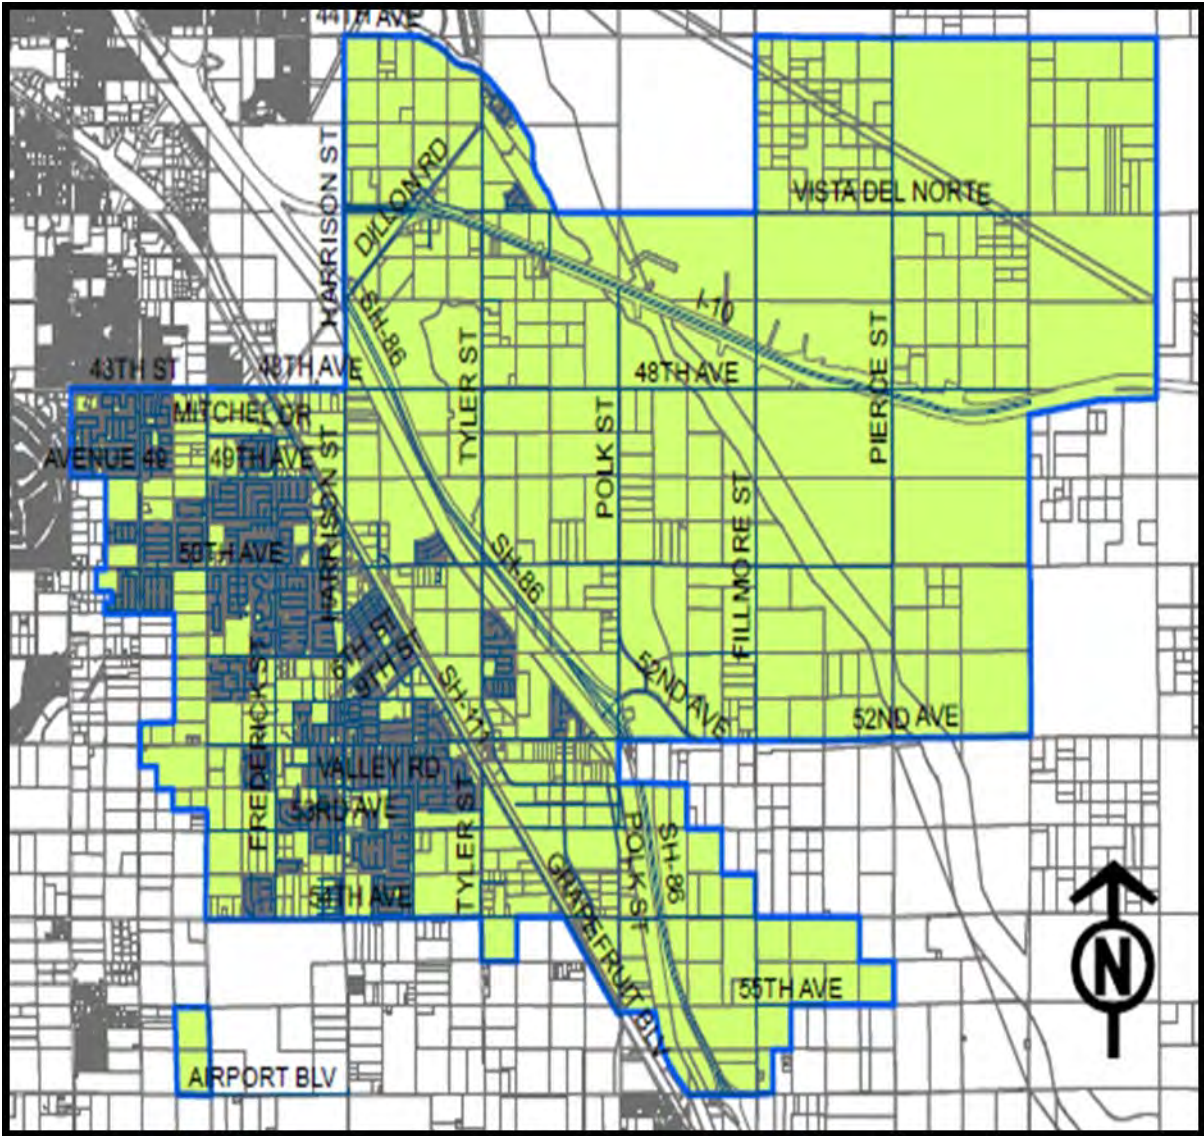 44TH AVE
HARRISON ST
DILLON RD
VISTA DEL NORTE
SH-86
I-10
TYLER ST
PIERCE ST
43TH ST
48TH AVE
48TH AVE
MITCHEL DR
AVENUE 49
49TH AVE
HARRISON ST
POLK ST
FILLMORE ST
50TH AVE
SH-86
6TH ST
9TH ST
FREDERICK ST
SH-111
52ND AVE
52ND AVE
VALLEY RD
53RD AVE
TYLER ST
POLK ST
SH-86
54TH AVE
GRAPEFRUIT BLV
55TH AVE
AIRPORT BLV
N